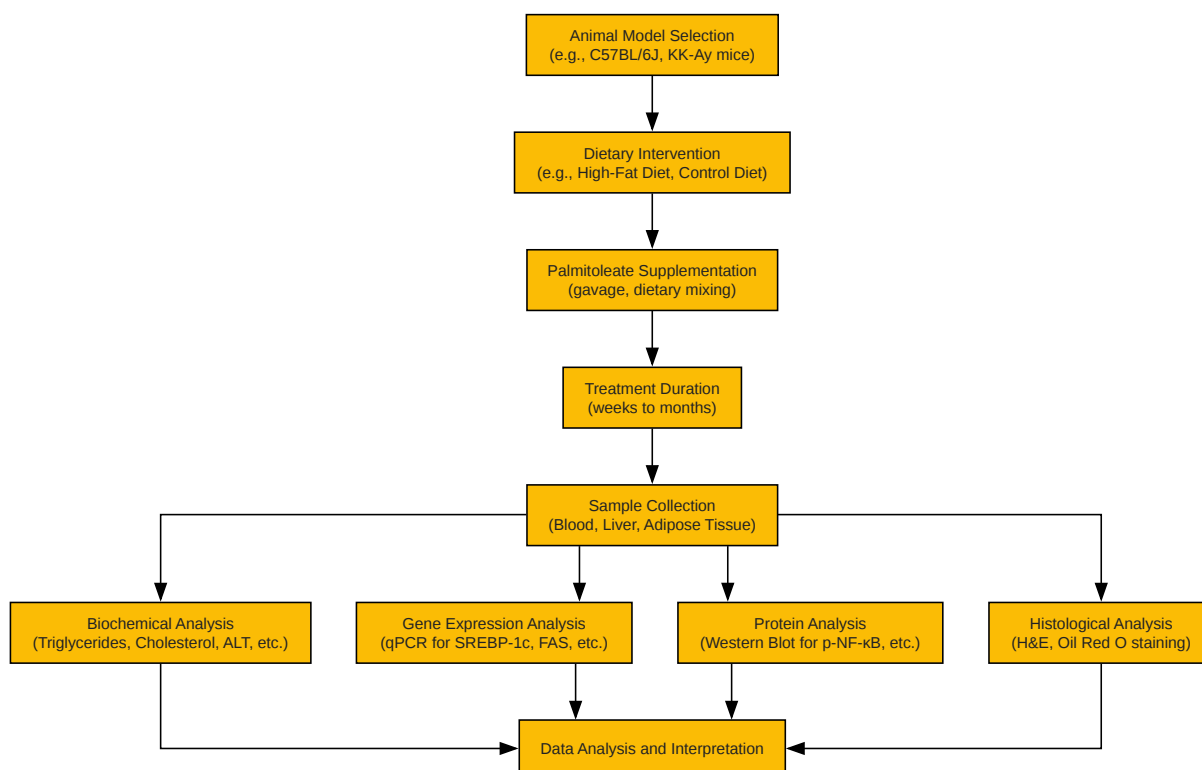 Animal Model Selection
(e.g., C57BL/6J, KK-Ay mice)
Dietary Intervention
(e.g., High-Fat Diet, Control Diet)
Palmitoleate Supplementation
(gavage, dietary mixing)
Treatment Duration
(weeks to months)
Sample Collection
(Blood, Liver, Adipose Tissue)
Biochemical Analysis
(Triglycerides, Cholesterol, ALT, etc.)
Gene Expression Analysis
(qPCR for SREBP-1c, FAS, etc.)
Protein Analysis
(Western Blot for p-NF-κB, etc.)
Histological Analysis
(H&E, Oil Red O staining)
Data Analysis and Interpretation